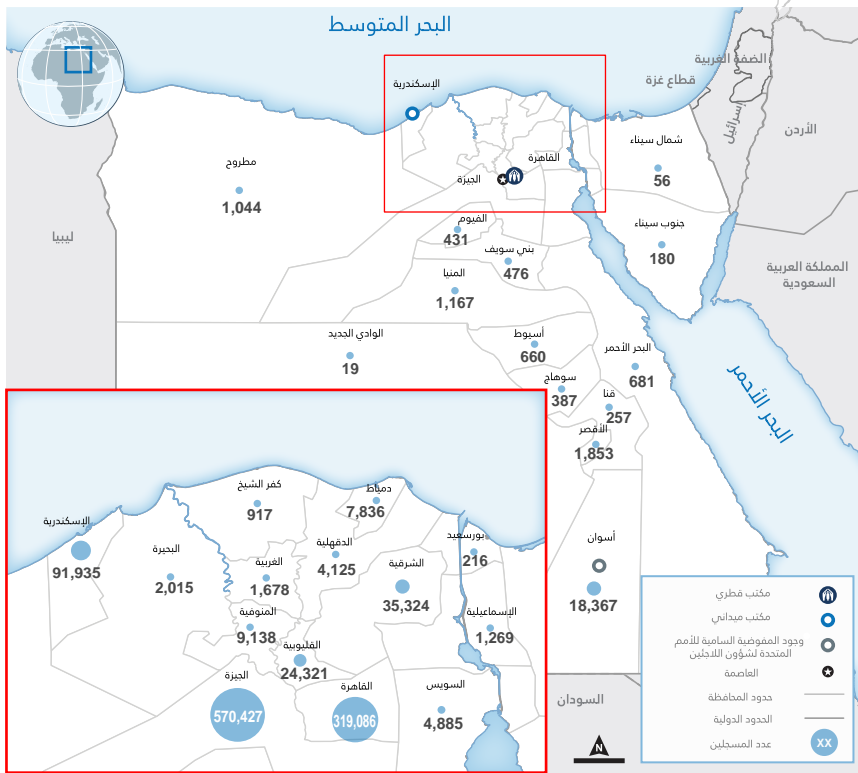 البحر المتوسط
الضفة الغربية
قطاع غزة
إسرائيل
الأردن
الإسكندرية
شمال سيناء
56
القاهرة
الجيزة
مطروح
1,044
ليبيا
الفيوم
431
جنوب سيناء
180
بني سويف
476
المملكة العربية
السعودية
المنيا
1,167
أسيوط
660
الوادي الجديد
19
البحر الأحمر
681
سوهاج
387
قنا
257
الأقصر
1,853
البحر الأحمر
أسوان
18,367
السودان
كفر الشيخ
917
دمياط
7,836
الإسكندرية
91,935
البحيرة
2,015
الدقهلية
4,125
بورسعيد
216
الغربية
1,678
الشرقية
35,324
المنوفية
9,138
الإسماعيلية
1,269
القليوبية
24,321
الجيزة
570,427
القاهرة
319,086
السويس
4,885
مكتب قطري
مكتب ميداني
وجود المفوضية السامية للأمم
المتحدة لشؤون اللاجئين
العاصمة
حدود المحافظة
الحدود الدولية
عدد المسجلين
XX
N